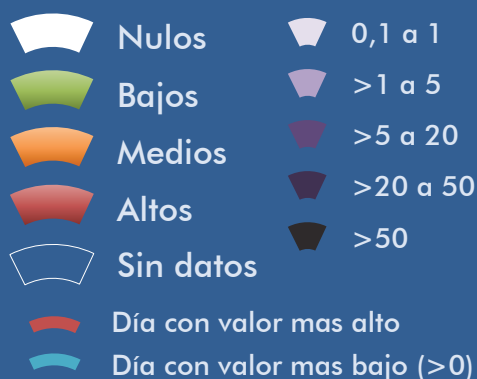 Nulos
Bajos
Medios
Altos
Sin datos
0,1 a 1
>1 a 5
>5 a 20
>20 a 50
>50
Día con valor mas alto
Día con valor mas bajo (>0)